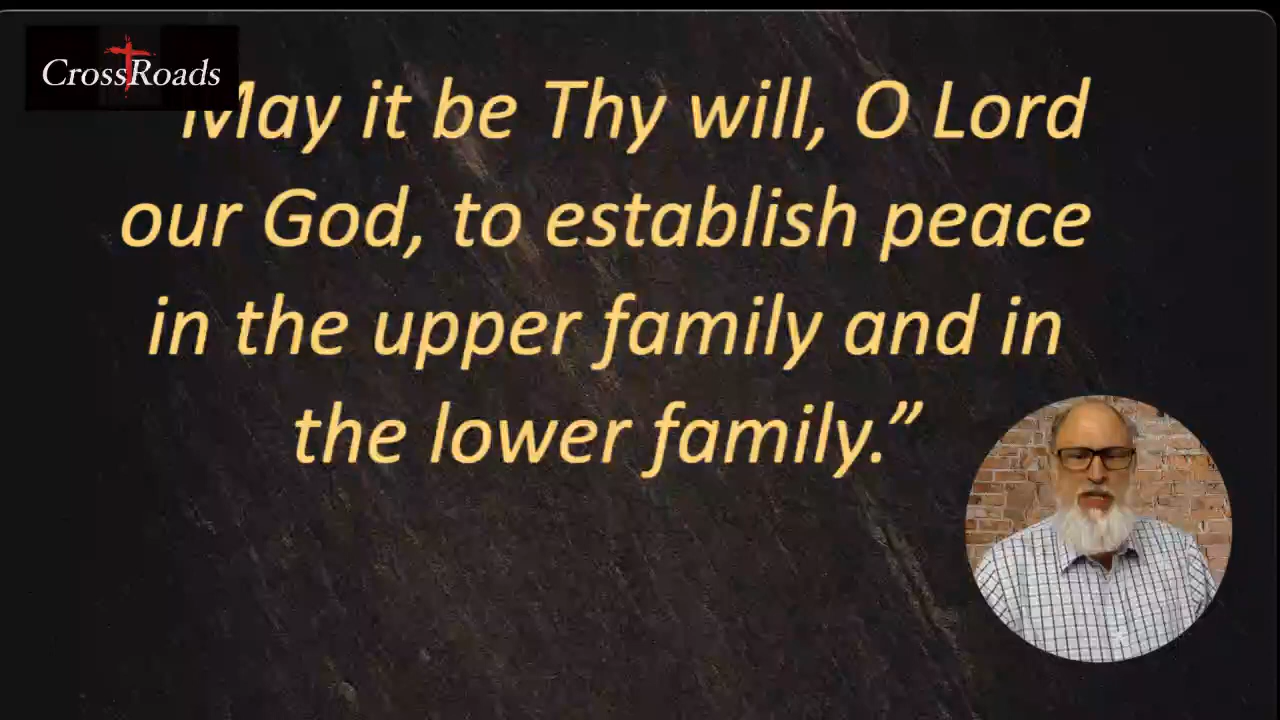 CrossRoads
May it be Thy will, O Lord
our God, to establish peace
in the upper family and in
the lower family.”